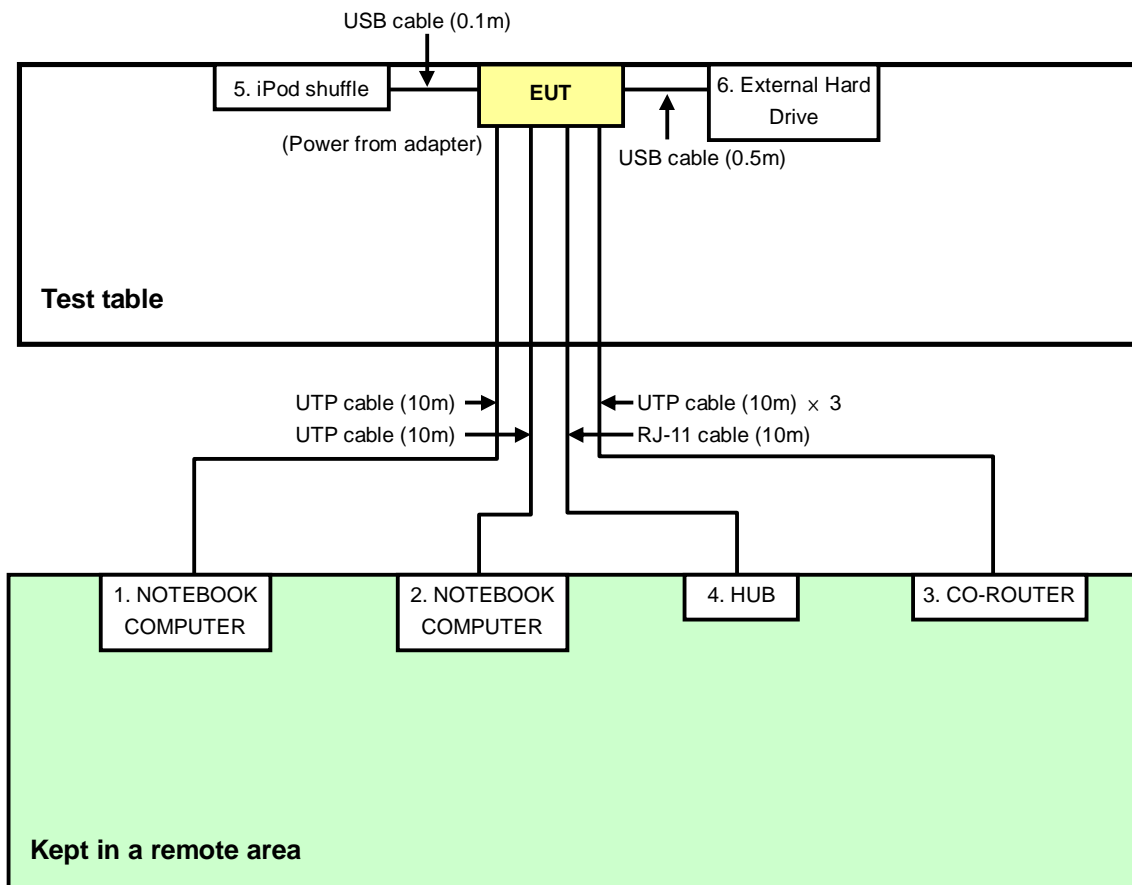 USB cable (0.1m)
5. iPod shuffle
EUT
6. External Hard
Drive
(Power from adapter)
USB cable (0.5m)
Test table
UTP cable (10m)
UTP cable (10m) × 3
UTP cable (10m)
RJ-11 cable (10m)
1. NOTEBOOK
COMPUTER
2. NOTEBOOK
COMPUTER
4. HUB
3. CO-ROUTER
Kept in a remote area